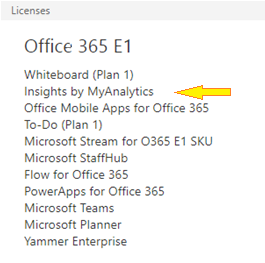 Licenses
Office 365 E1
Whiteboard (Plan 1)
Insights by MyAnalytics
Office Mobile Apps for Office 365
To-Do (Plan 1)
Microsoft Stream for O365 E1 SKU
Microsoft StaffHub
Flow for Office 365
PowerApps for Office 365
Microsoft Teams
Microsoft Planner
Yammer Enterprise